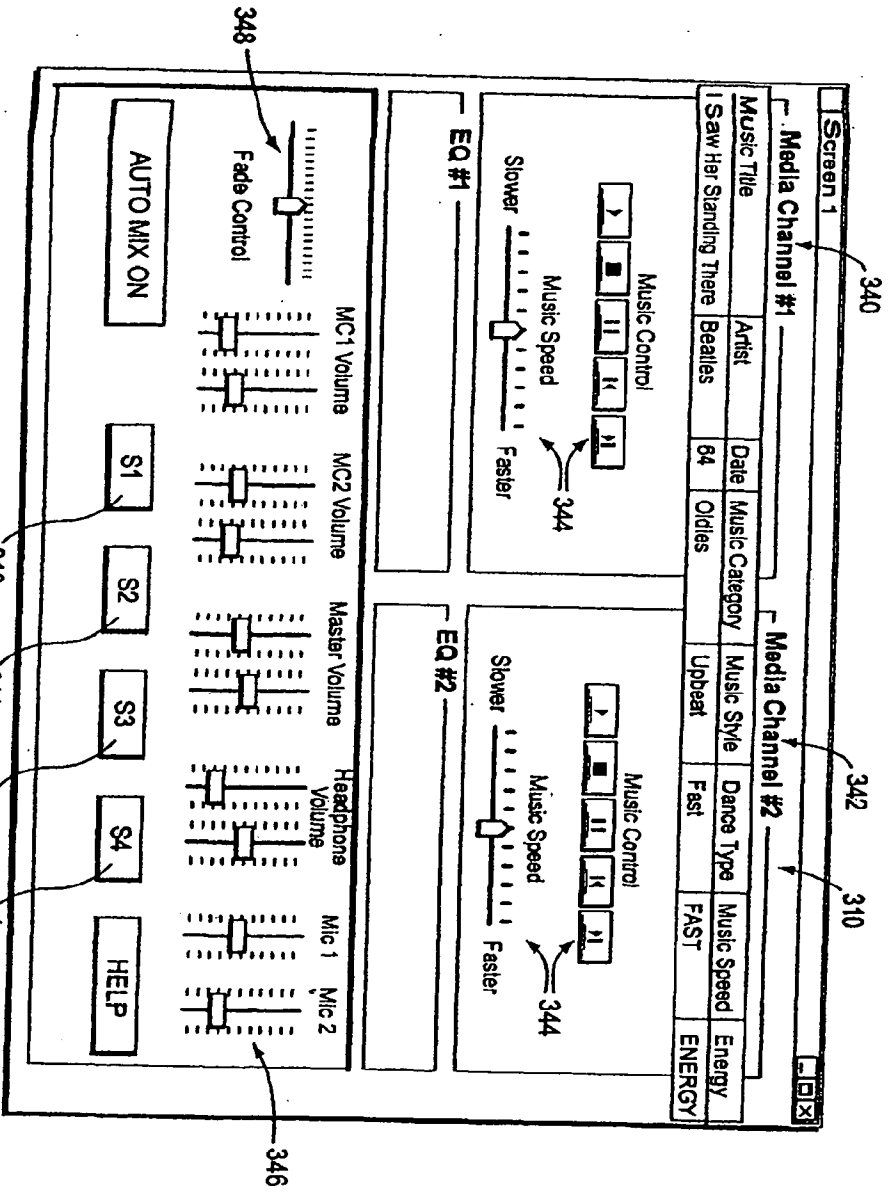 340
342
310
Screen 1
Media Channel #1
Media Channel #2
Music Title Artist Date Music Category Music Style Dance Type Music Speed Energy
I Saw Her Standing There Beatles 64 Oldies Upbeat Fast FAST ENERGY
Music Control
Music Control
344
344
Music Speed
Music Speed
Slower Faster
Slower Faster
EQ #1
EQ #2
348
Fade Control
MC1 Volume
MC2 Volume
Master Volume
Headphone
Volume
Mic 1
Mic 2
346
AUTO MIX ON
S1
S2
S3
S4
HELP